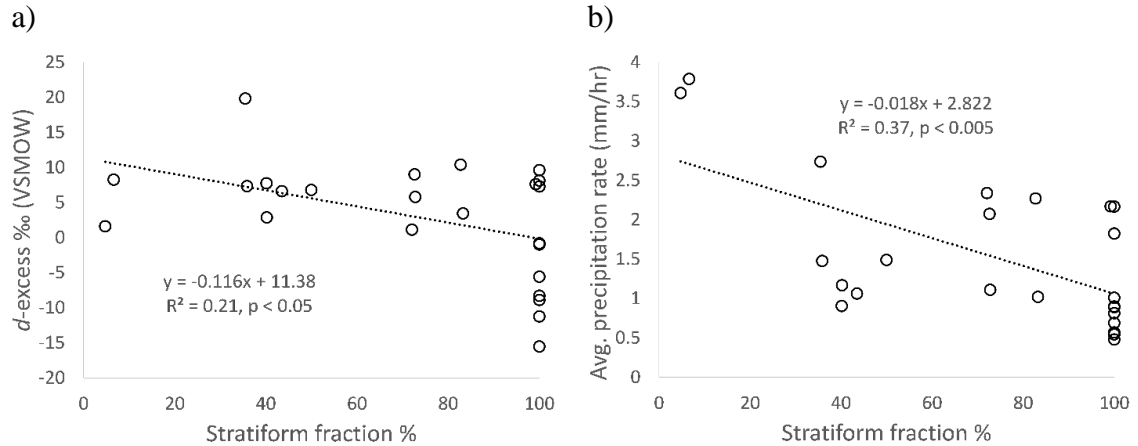 a)
25
20
15
10
5
0
-5
-10
-15
-20
d-excess ‰ (VSMOW)
y = -0.116x + 11.38
R² = 0.21, p < 0.05
0 20 40 60 80 100
Stratiform fraction %
b)
4
3.5
3
2.5
2
1.5
1
0.5
0
Avg. precipitation rate (mm/hr)
y = -0.018x + 2.822
R² = 0.37, p < 0.005
0 20 40 60 80 100
Stratiform fraction %